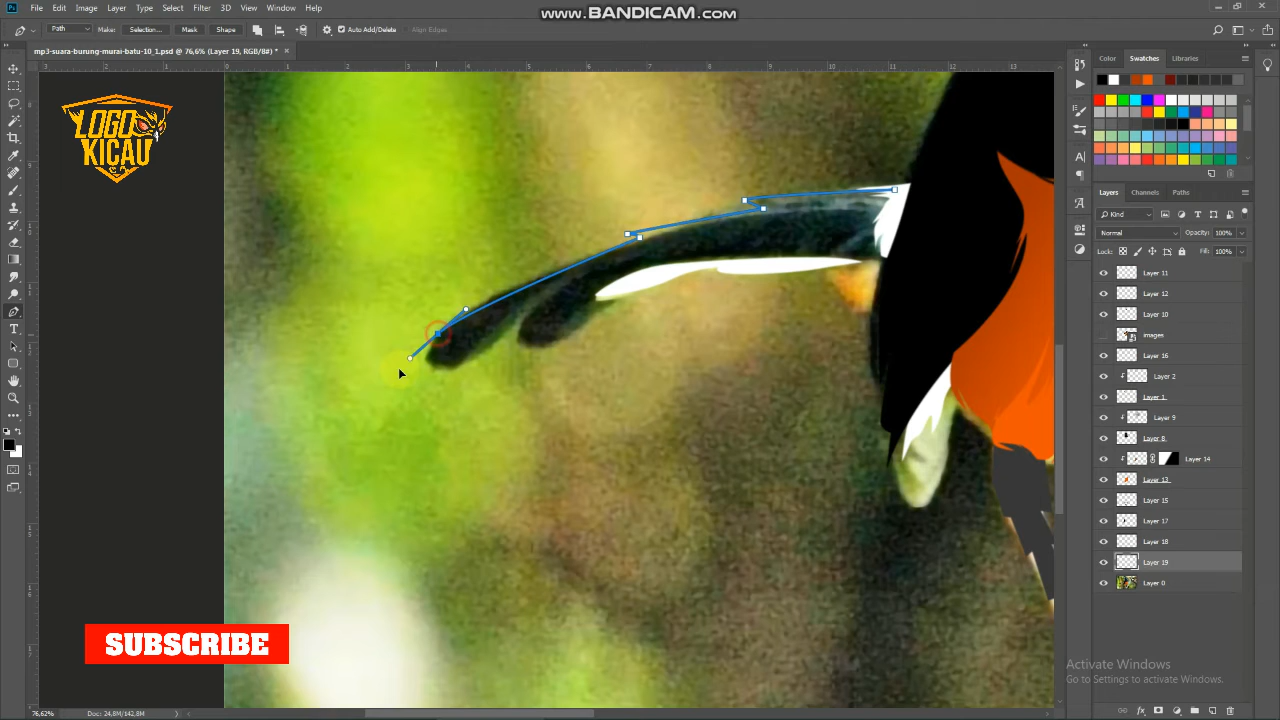 www.BANDICAM.com
Ps File Edit Image Layer Type Select Filter 3D View Window Help
Path Make: Selection... Mask Shape Auto Add/Delete Align Edges
mp3-suara-burung-murai-batu-10_1.psd @ 76,6% (Layer 19, RGB/8#) * ×
Color Swatches Libraries
LOGO
KICAU
Layers Channels Paths
Kind
Normal Opacity: 100%
Lock: Fill: 100%
Layer 11
Layer 12
Layer 10
images
Layer 16
Layer 2
Layer 1
Layer 9
Layer 8
Layer 14
Layer 13
Layer 15
Layer 17
Layer 18
Layer 19
Layer 0
SUBSCRIBE
Activate Windows
Go to Settings to activate Windows.
76,62% Doc: 24,8M/142,8M